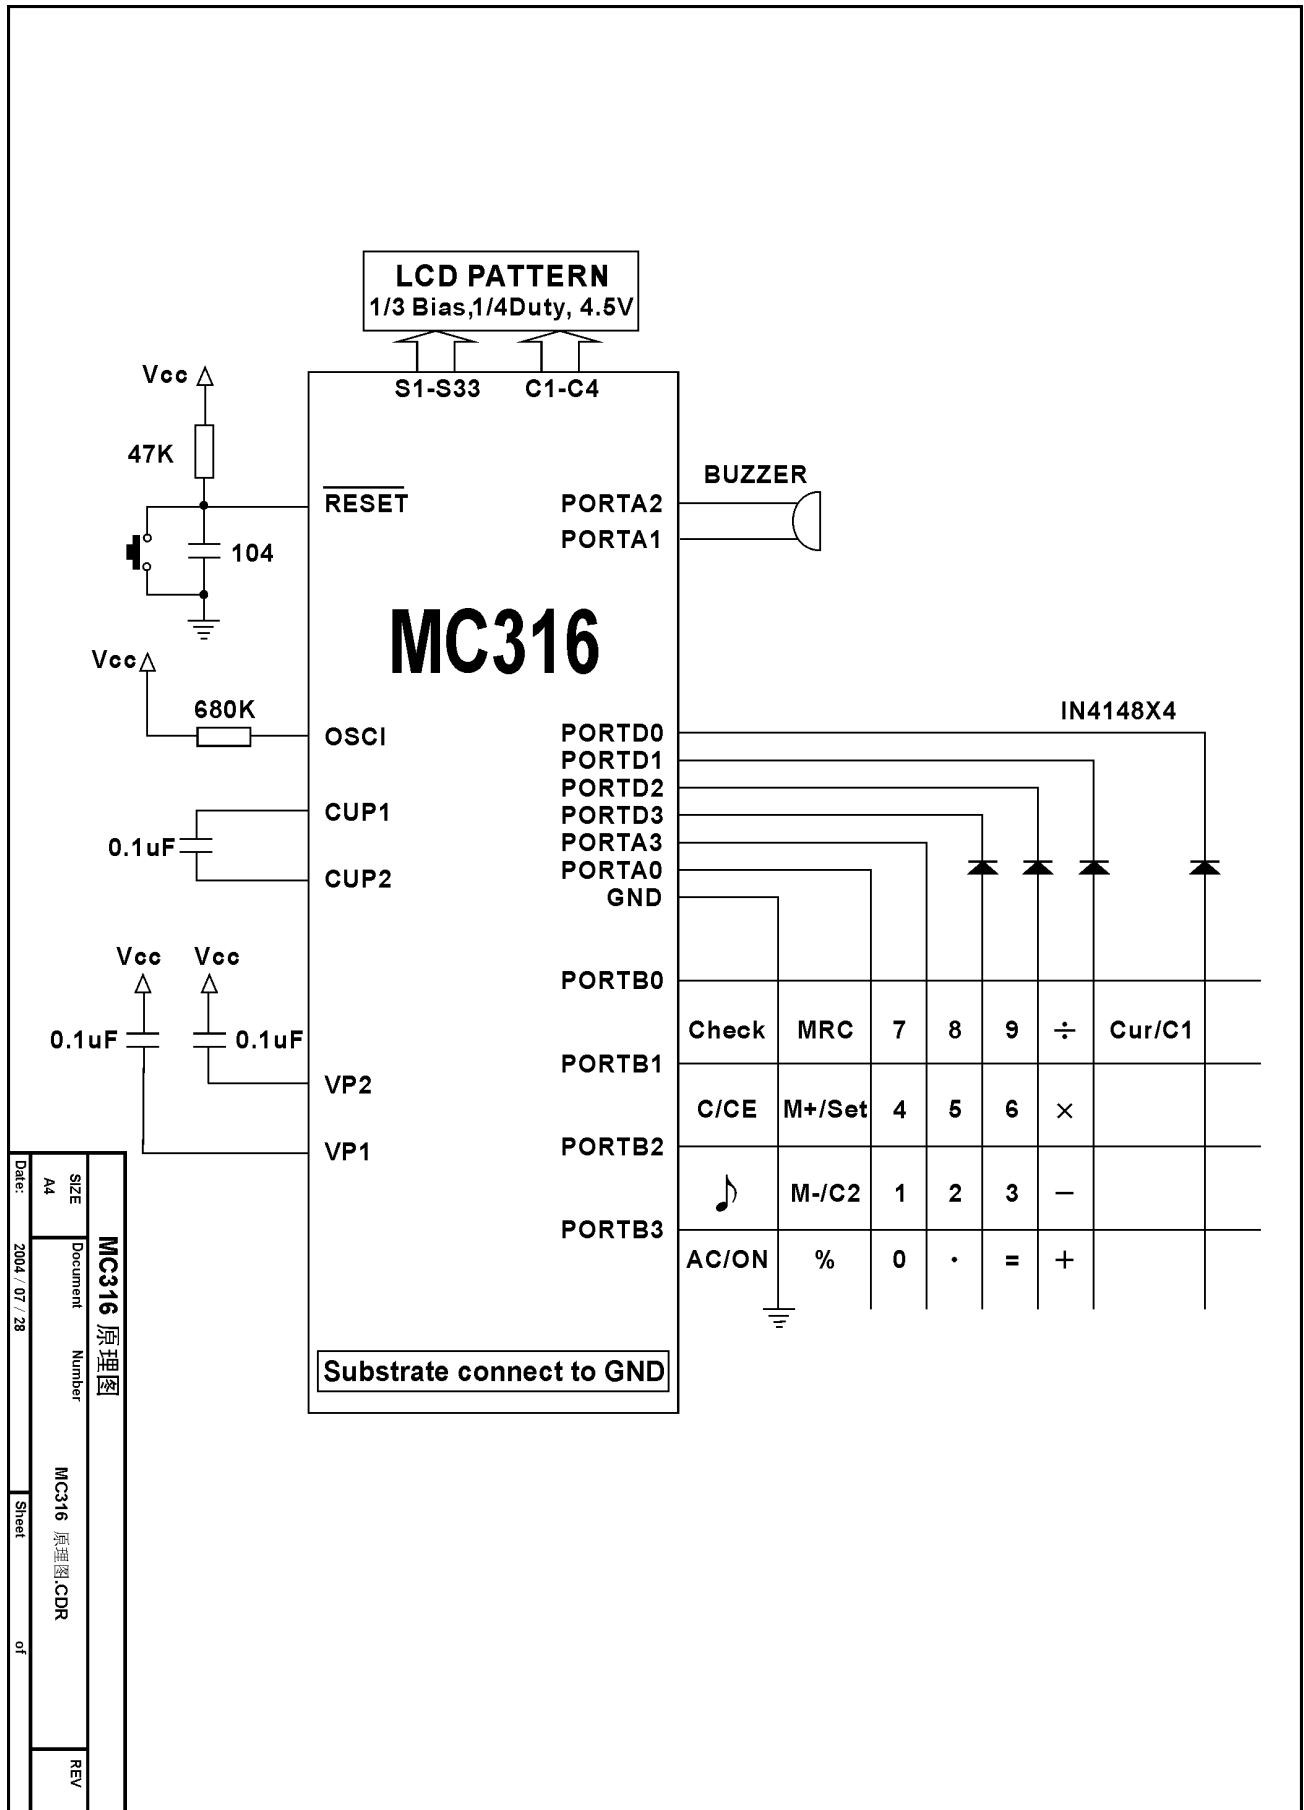 LCD PATTERN
1/3 Bias,1/4Duty, 4.5V
S1-S33 C1-C4
Vcc
47K
RESET
104
BUZZER
PORTA2
PORTA1
MC316
Vcc
680K
OSCI
CUP1
0.1uF
CUP2
IN4148X4
PORTD0
PORTD1
PORTD2
PORTD3
PORTA3
PORTA0
GND
Vcc Vcc
0.1uF 0.1uF
VP2
VP1
PORTB0
Check MRC 7 8 9 ÷ Cur/C1
PORTB1
C/CE M+/Set 4 5 6 ×
PORTB2
♪ M-/C2 1 2 3 −
PORTB3
AC/ON % 0 · = +
Substrate connect to GND
MC316 原理图
SIZE Document Number REV
A4 MC316 原理图.CDR
Date: 2004 / 07 / 28 Sheet of